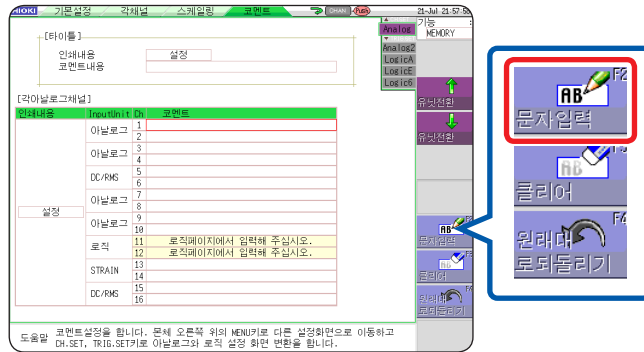 HIOKI 기본설정 각채널 스케일링 코멘트 CHAN Push 21-Jul 21:57:50
기능 :
MEMORY
Analog
Analog2
LogicA
LogicE
Logic6
[타이틀]
인쇄내용 설정
코멘트내용
[각아날로그채널]
인쇄내용 InputUnit Ch 코멘트
아날로그 1
2
아날로그 3
4
DC/RMS 5
6
아날로그 7
8
설정
아날로그 9
10
로직 11 로직페이지에서 입력해 주십시오.
12 로직페이지에서 입력해 주십시오.
STRAIN 13
14
DC/RMS 15
16
유닛전환
유닛전환
AB
문자입력
AB
클리어
F4
원래대
로되돌리기
F2
AB
문자입력
AB
클리어
F4
원래대
로되돌리기
도움말 코멘트설정을 합니다. 몬체 오른쪽 위의 MENU키로 다른 설정화면으로 이동하고
CH.SET, TRIG.SET키로 아날로그와 로직 설정 화면 변환을 합니다.